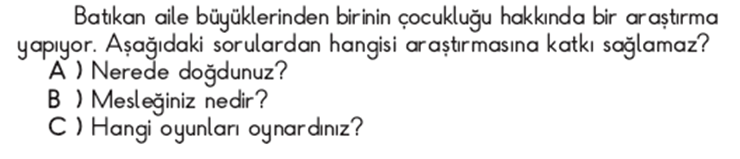 Batıkan aile büyüklerinden birinin çocukluğu hakkında bir araştırma
yapıyor. Aşağıdaki sorulardan hangisi araştırmasına katkı sağlamaz?
A ) Nerede doğdunuz?
B ) Mesleğiniz nedir?
C ) Hangi oyunları oynardınız?